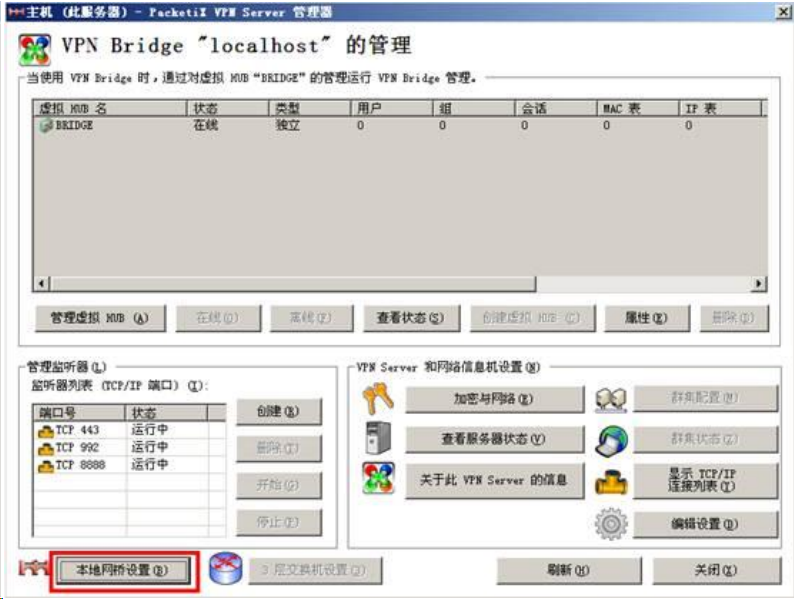 主机 (此服务器) - PacketiX VPN Server 管理器
VPN Bridge "localhost" 的管理
当使用 VPN Bridge 时，通过对虚拟 HUB “BRIDGE” 的管理运行 VPN Bridge 管理。
虚拟 HUB 名 状态 类型 用户 组 会话 MAC 表 IP 表
BRIDGE 在线 独立 0 0 0 0 0
管理虚拟 HUB (A) 在线(O) 离线(F) 查看状态(S) 创建虚拟 HUB (C) 属性(E) 删除(D)
管理监听器(L)
监听器列表 (TCP/IP 端口) (I):
端口号 状态
TCP 443 运行中
TCP 992 运行中
TCP 8888 运行中
创建(R)
删除(T)
开始(G)
停止(P)
VPN Server 和网络信息机设置(N)
加密与网络(E) 群集配置(W)
查看服务器状态(V) 群集状态(Z)
关于此 VPN Server 的信息 显示 TCP/IP
连接列表(Y)
编辑设置(Q)
本地网桥设置(B) 3 层交换机设置(J) 刷新(H) 关闭(X)